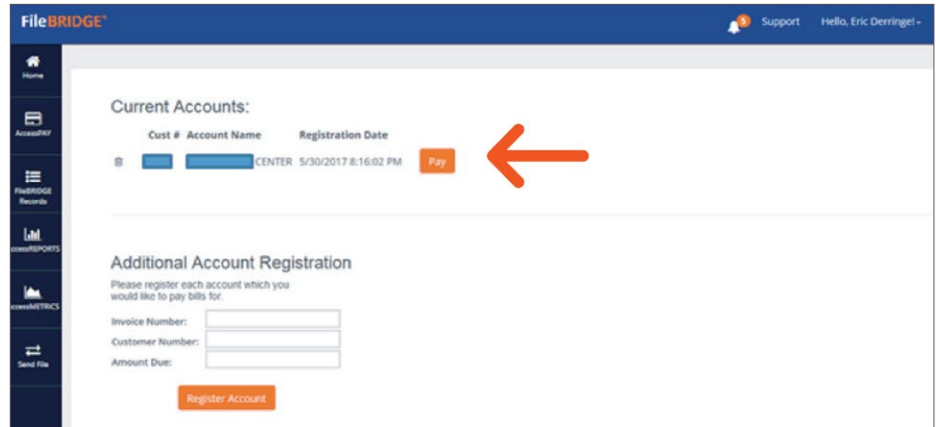 FileBRIDGE
5 Support Hello, Eric Derringe!
Home
AccessPAY
FileBRIDGE
Records
ccessREPORTS
ccessMETRICS
Send File
Current Accounts:
Cust # Account Name Registration Date
CENTER 5/30/2017 8:16:02 PM Pay
Additional Account Registration
Please register each account which you
would like to pay bills for.
Invoice Number:
Customer Number:
Amount Due:
Register Account